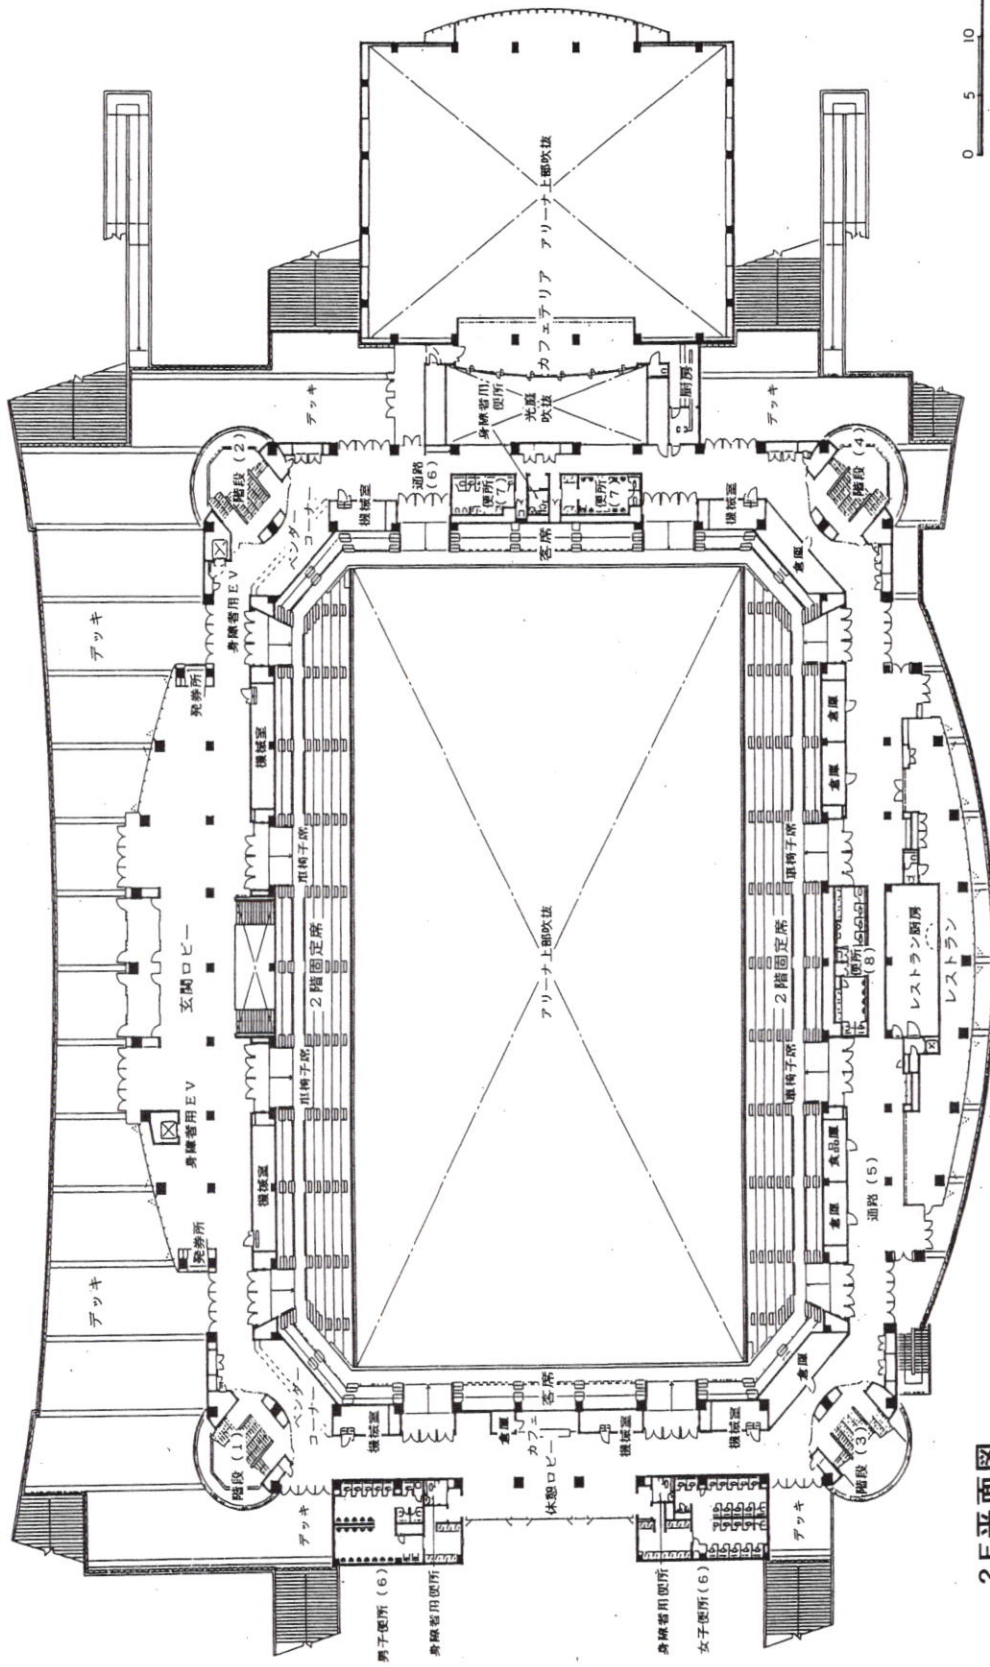 2F平面図
0 5 10
デッキ
デッキ
デッキ
デッキ
デッキ
デッキ
階段(1)
階段(2)
階段(3)
階段(4)
ベンダー
コーナー
ベンダー
コーナー
発券所
発券所
身障者用EV
身障者用EV
玄関ロビー
機械室
機械室
機械室
機械室
機械室
機械室
機械室
車椅子席
車椅子席
車椅子席
車椅子席
2階固定席
2階固定席
アリーナ上部吹抜
アリーナ上部吹抜
客席
客席
倉庫
カフェ
休憩ロビー
男子便所(6)
身障者用便所
身障者用便所
女子便所(6)
倉庫
倉庫
食品庫
便所
(8)
倉庫
倉庫
倉庫
通路(5)
レストラン厨房
レストラン
通路
(6)
便所
(7)
便所
(7)
身障者用
便所
光庭
吹抜
カフェテリア
厨房